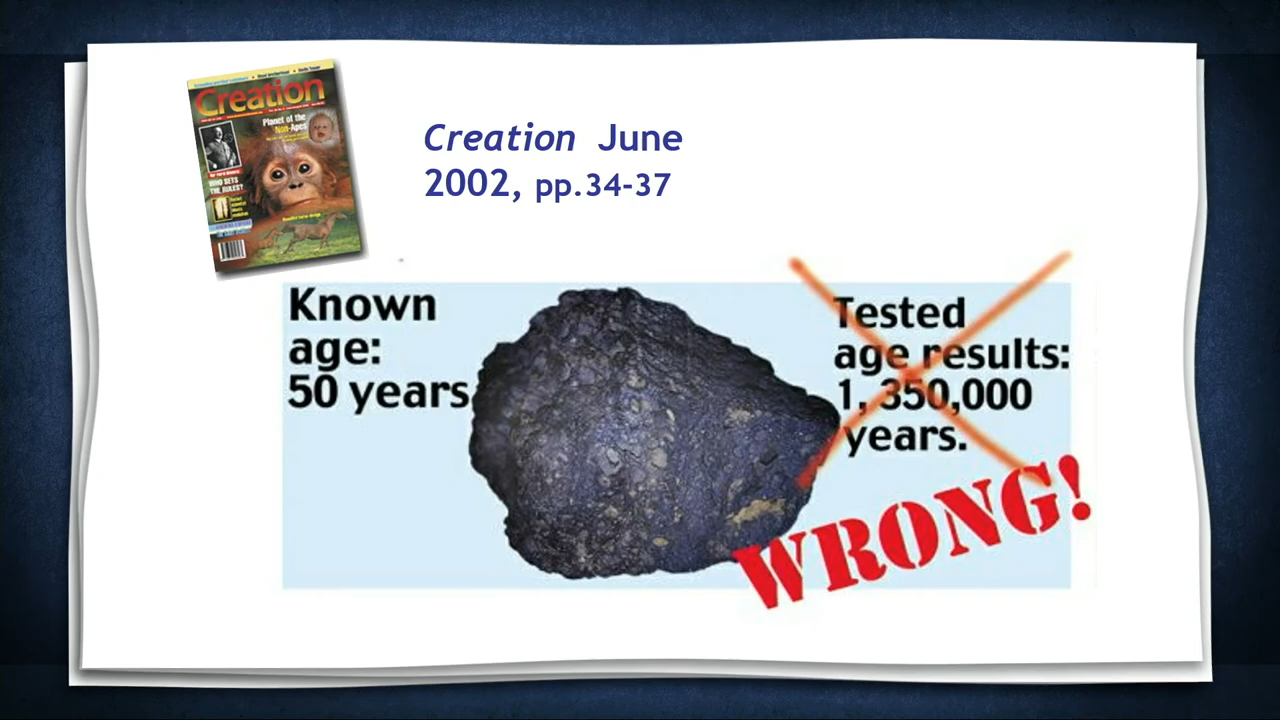 Creation
Planet of the
Non-Apes
WHO SETS
THE RULES?
Creation June
2002, pp.34-37
Known
age:
50 years
Tested
age results:
1, 350,000
years.
WRONG!